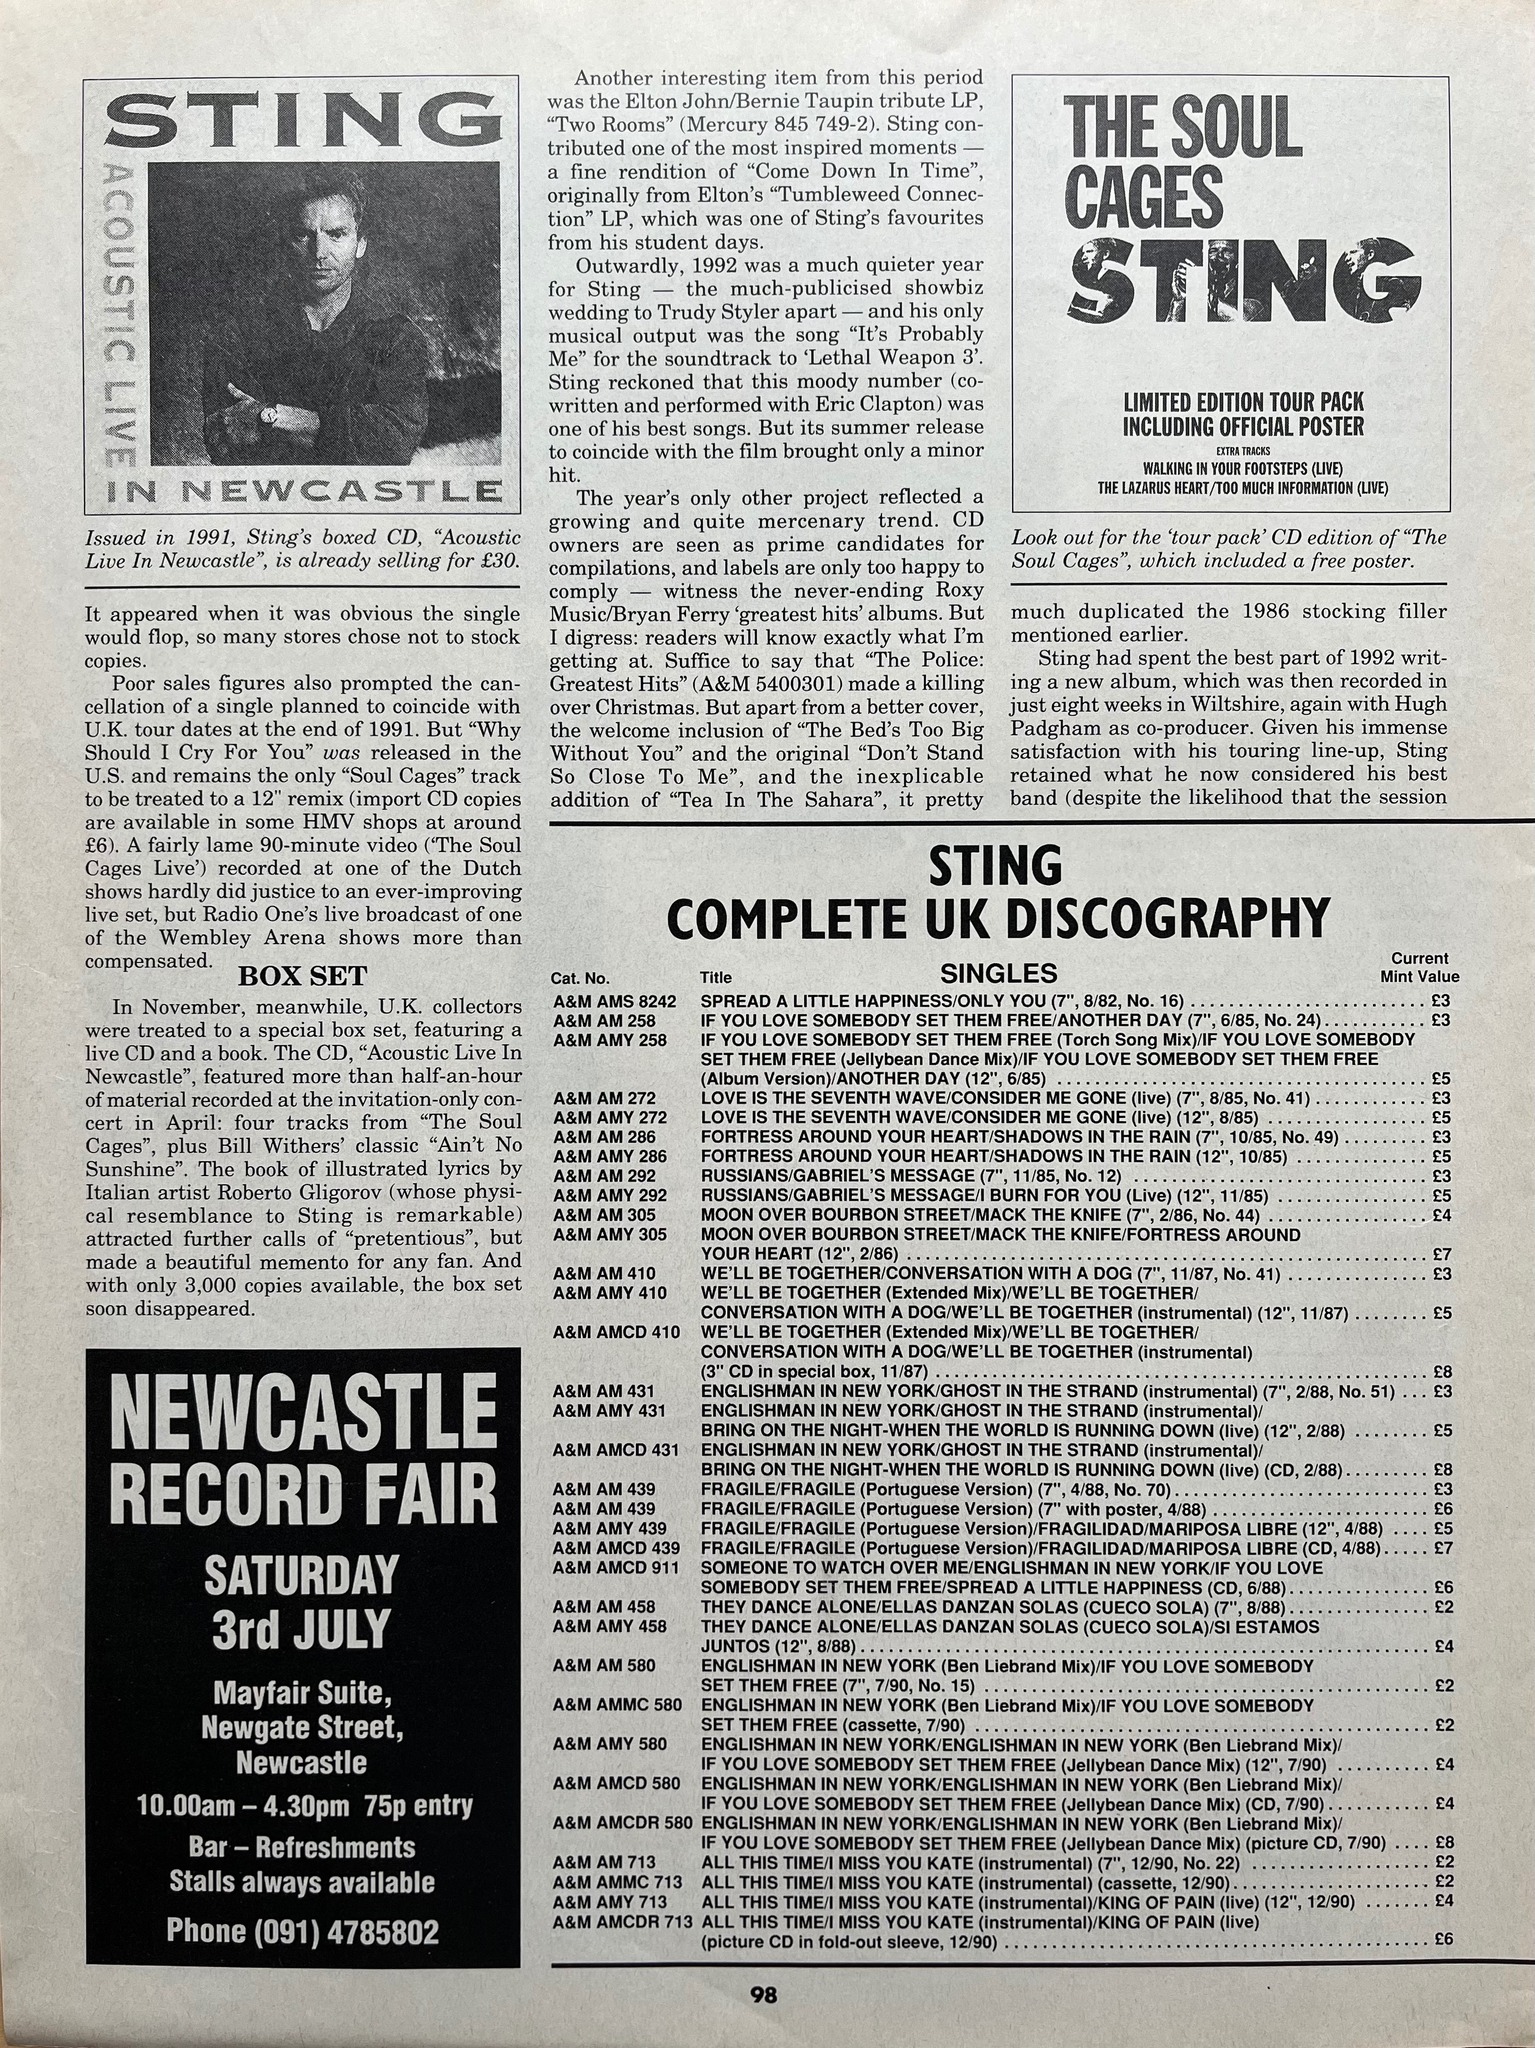 STING
ACOUSTIC LIVE
IN NEWCASTLE
Issued in 1991, Sting's boxed CD, “Acoustic
Live In Newcastle”, is already selling for £30.
It appeared when it was obvious the single
would flop, so many stores chose not to stock
copies.
Poor sales figures also prompted the can-
cellation of a single planned to coincide with
U.K. tour dates at the end of 1991. But “Why
Should I Cry For You” was released in the
U.S. and remains the only “Soul Cages” track
to be treated to a 12" remix (import CD copies
are available in some HMV shops at around
£6). A fairly lame 90-minute video (‘The Soul
Cages Live’) recorded at one of the Dutch
shows hardly did justice to an ever-improving
live set, but Radio One's live broadcast of one
of the Wembley Arena shows more than
compensated.
BOX SET
In November, meanwhile, U.K. collectors
were treated to a special box set, featuring a
live CD and a book. The CD, “Acoustic Live In
Newcastle”, featured more than half-an-hour
of material recorded at the invitation-only con-
cert in April: four tracks from “The Soul
Cages”, plus Bill Withers' classic “Ain't No
Sunshine”. The book of illustrated lyrics by
Italian artist Roberto Gligorov (whose physi-
cal resemblance to Sting is remarkable)
attracted further calls of “pretentious”, but
made a beautiful memento for any fan. And
with only 3,000 copies available, the box set
soon disappeared.
NEWCASTLE
RECORD FAIR
SATURDAY
3rd JULY
Mayfair Suite,
Newgate Street,
Newcastle
10.00am – 4.30pm 75p entry
Bar – Refreshments
Stalls always available
Phone (091) 4785802
Another interesting item from this period
was the Elton John/Bernie Taupin tribute LP,
“Two Rooms” (Mercury 845 749-2). Sting con-
tributed one of the most inspired moments —
a fine rendition of “Come Down In Time”,
originally from Elton's “Tumbleweed Connec-
tion” LP, which was one of Sting's favourites
from his student days.
Outwardly, 1992 was a much quieter year
for Sting — the much-publicised showbiz
wedding to Trudy Styler apart — and his only
musical output was the song “It's Probably
Me” for the soundtrack to ‘Lethal Weapon 3’.
Sting reckoned that this moody number (co-
written and performed with Eric Clapton) was
one of his best songs. But its summer release
to coincide with the film brought only a minor
hit.
The year's only other project reflected a
growing and quite mercenary trend. CD
owners are seen as prime candidates for
compilations, and labels are only too happy to
comply — witness the never-ending Roxy
Music/Bryan Ferry ‘greatest hits’ albums. But
I digress: readers will know exactly what I'm
getting at. Suffice to say that “The Police:
Greatest Hits” (A&M 5400301) made a killing
over Christmas. But apart from a better cover,
the welcome inclusion of “The Bed's Too Big
Without You” and the original “Don't Stand
So Close To Me”, and the inexplicable
addition of “Tea In The Sahara”, it pretty
THE SOUL
CAGES
STING
LIMITED EDITION TOUR PACK
INCLUDING OFFICIAL POSTER
EXTRA TRACKS
WALKING IN YOUR FOOTSTEPS (LIVE)
THE LAZARUS HEART/TOO MUCH INFORMATION (LIVE)
Look out for the ‘tour pack’ CD edition of “The
Soul Cages”, which included a free poster.
much duplicated the 1986 stocking filler
mentioned earlier.
Sting had spent the best part of 1992 writ-
ing a new album, which was then recorded in
just eight weeks in Wiltshire, again with Hugh
Padgham as co-producer. Given his immense
satisfaction with his touring line-up, Sting
retained what he now considered his best
band (despite the likelihood that the session
STING
COMPLETE UK DISCOGRAPHY
Cat. No. Title SINGLES Current
Mint Value
A&M AMS 8242 SPREAD A LITTLE HAPPINESS/ONLY YOU (7", 8/82, No. 16) £3
A&M AM 258 IF YOU LOVE SOMEBODY SET THEM FREE/ANOTHER DAY (7", 6/85, No. 24) £3
A&M AMY 258 IF YOU LOVE SOMEBODY SET THEM FREE (Torch Song Mix)/IF YOU LOVE SOMEBODY
SET THEM FREE (Jellybean Dance Mix)/IF YOU LOVE SOMEBODY SET THEM FREE
(Album Version)/ANOTHER DAY (12", 6/85) £5
A&M AM 272 LOVE IS THE SEVENTH WAVE/CONSIDER ME GONE (live) (7", 8/85, No. 41) £3
A&M AMY 272 LOVE IS THE SEVENTH WAVE/CONSIDER ME GONE (live) (12", 8/85) £5
A&M AM 286 FORTRESS AROUND YOUR HEART/SHADOWS IN THE RAIN (7", 10/85, No. 49) £3
A&M AMY 286 FORTRESS AROUND YOUR HEART/SHADOWS IN THE RAIN (12", 10/85) £5
A&M AM 292 RUSSIANS/GABRIEL'S MESSAGE (7", 11/85, No. 12) £3
A&M AMY 292 RUSSIANS/GABRIEL'S MESSAGE/I BURN FOR YOU (Live) (12", 11/85) £5
A&M AM 305 MOON OVER BOURBON STREET/MACK THE KNIFE (7", 2/86, No. 44) £4
A&M AMY 305 MOON OVER BOURBON STREET/MACK THE KNIFE/FORTRESS AROUND
YOUR HEART (12", 2/86) £7
A&M AM 410 WE'LL BE TOGETHER/CONVERSATION WITH A DOG (7", 11/87, No. 41) £3
A&M AMY 410 WE'LL BE TOGETHER (Extended Mix)/WE'LL BE TOGETHER/
CONVERSATION WITH A DOG/WE'LL BE TOGETHER (instrumental) (12", 11/87) £5
A&M AMCD 410 WE'LL BE TOGETHER (Extended Mix)/WE'LL BE TOGETHER/
CONVERSATION WITH A DOG/WE'LL BE TOGETHER (instrumental)
(3" CD in special box, 11/87) £8
A&M AM 431 ENGLISHMAN IN NEW YORK/GHOST IN THE STRAND (instrumental) (7", 2/88, No. 51) £3
A&M AMY 431 ENGLISHMAN IN NEW YORK/GHOST IN THE STRAND (instrumental)/
BRING ON THE NIGHT-WHEN THE WORLD IS RUNNING DOWN (live) (12", 2/88) £5
A&M AMCD 431 ENGLISHMAN IN NEW YORK/GHOST IN THE STRAND (instrumental)/
BRING ON THE NIGHT-WHEN THE WORLD IS RUNNING DOWN (live) (CD, 2/88) £8
A&M AM 439 FRAGILE/FRAGILE (Portuguese Version) (7", 4/88, No. 70) £3
A&M AM 439 FRAGILE/FRAGILE (Portuguese Version) (7" with poster, 4/88) £6
A&M AMY 439 FRAGILE/FRAGILE (Portuguese Version)/FRAGILIDAD/MARIPOSA LIBRE (12", 4/88) £5
A&M AMCD 439 FRAGILE/FRAGILE (Portuguese Version)/FRAGILIDAD/MARIPOSA LIBRE (CD, 4/88) £7
A&M AMCD 911 SOMEONE TO WATCH OVER ME/ENGLISHMAN IN NEW YORK/IF YOU LOVE
SOMEBODY SET THEM FREE/SPREAD A LITTLE HAPPINESS (CD, 6/88) £6
A&M AM 458 THEY DANCE ALONE/ELLAS DANZAN SOLAS (CUECO SOLA) (7", 8/88) £2
A&M AMY 458 THEY DANCE ALONE/ELLAS DANZAN SOLAS (CUECO SOLA)/SI ESTAMOS
JUNTOS (12", 8/88) £4
A&M AM 580 ENGLISHMAN IN NEW YORK (Ben Liebrand Mix)/IF YOU LOVE SOMEBODY
SET THEM FREE (7", 7/90, No. 15) £2
A&M AMMC 580 ENGLISHMAN IN NEW YORK (Ben Liebrand Mix)/IF YOU LOVE SOMEBODY
SET THEM FREE (cassette, 7/90) £2
A&M AMY 580 ENGLISHMAN IN NEW YORK/ENGLISHMAN IN NEW YORK (Ben Liebrand Mix)/
IF YOU LOVE SOMEBODY SET THEM FREE (Jellybean Dance Mix) (12", 7/90) £4
A&M AMCD 580 ENGLISHMAN IN NEW YORK/ENGLISHMAN IN NEW YORK (Ben Liebrand Mix)/
IF YOU LOVE SOMEBODY SET THEM FREE (Jellybean Dance Mix) (CD, 7/90) £4
A&M AMCDR 580 ENGLISHMAN IN NEW YORK/ENGLISHMAN IN NEW YORK (Ben Liebrand Mix)/
IF YOU LOVE SOMEBODY SET THEM FREE (Jellybean Dance Mix) (picture CD, 7/90) £8
A&M AM 713 ALL THIS TIME/I MISS YOU KATE (instrumental) (7", 12/90, No. 22) £2
A&M AMMC 713 ALL THIS TIME/I MISS YOU KATE (instrumental) (cassette, 12/90) £2
A&M AMY 713 ALL THIS TIME/I MISS YOU KATE (instrumental)/KING OF PAIN (live) (12", 12/90) £4
A&M AMCDR 713 ALL THIS TIME/I MISS YOU KATE (instrumental)/KING OF PAIN (live)
(picture CD in fold-out sleeve, 12/90) £6
98